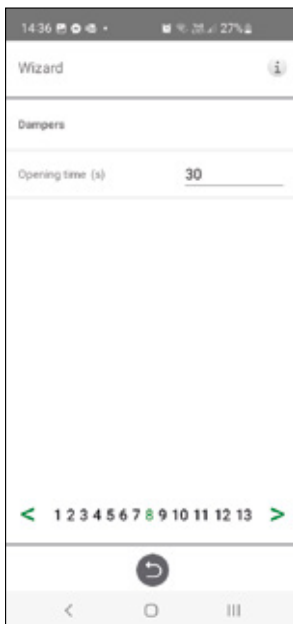 14:36 27%
Wizard i
Dampers
Opening time (s) 30
< 1 2 3 4 5 6 7 8 9 10 11 12 13 >